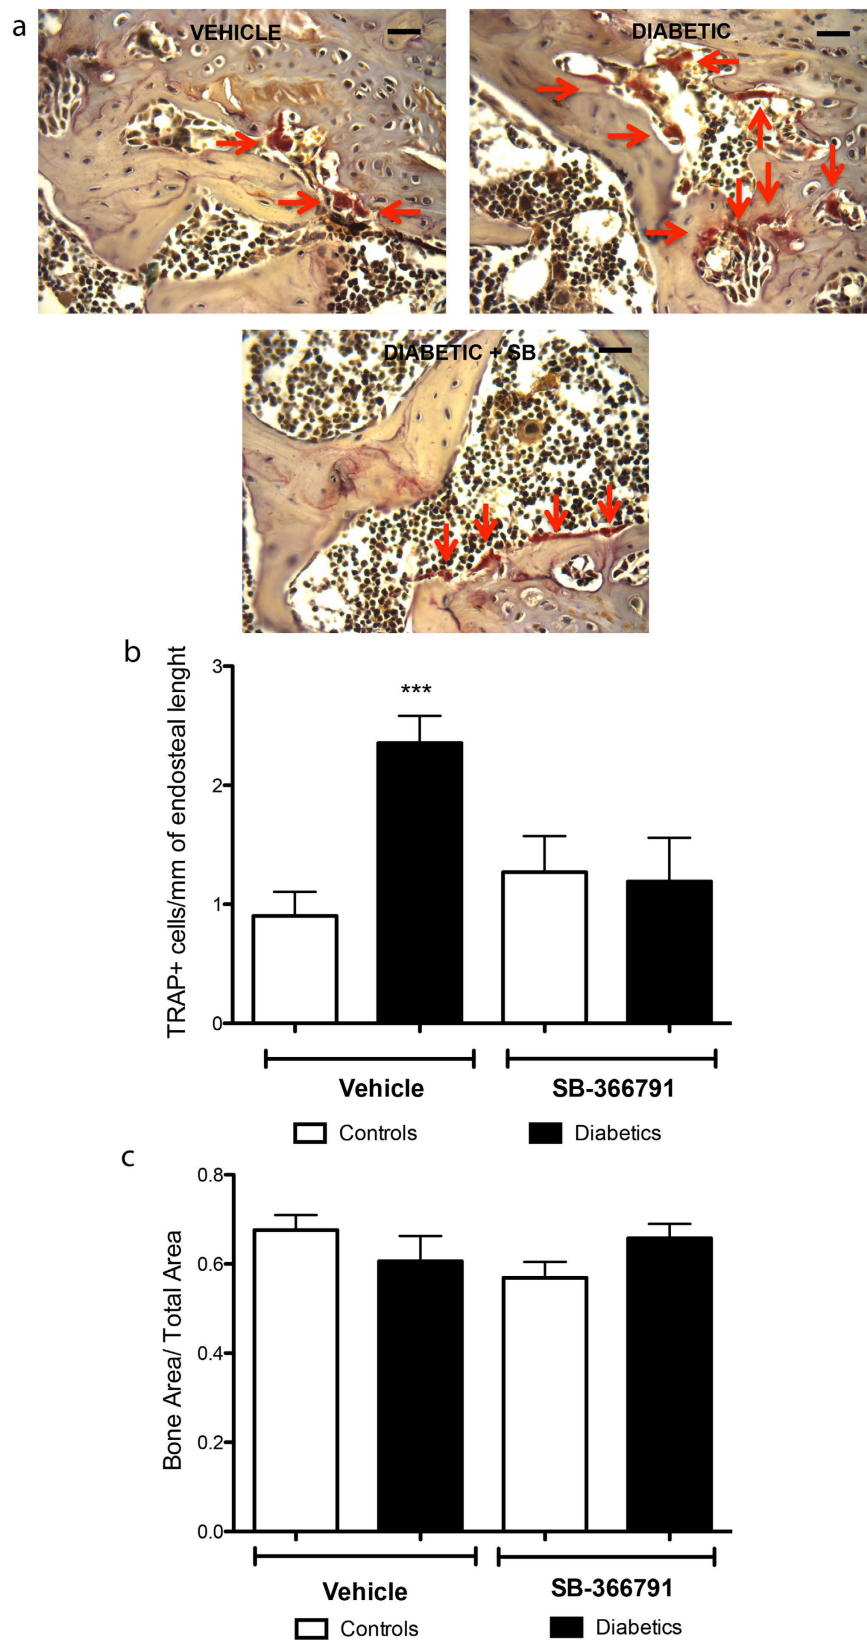 a
VEHICLE
DIABETIC
DIABETIC + SB
b
TRAP+ cells/mm of endosteal lenght
3
2
1
0
***
Vehicle
SB-366791
Controls
Diabetics
c
Bone Area/ Total Area
0.8
0.6
0.4
0.2
0.0
Vehicle
SB-366791
Controls
Diabetics